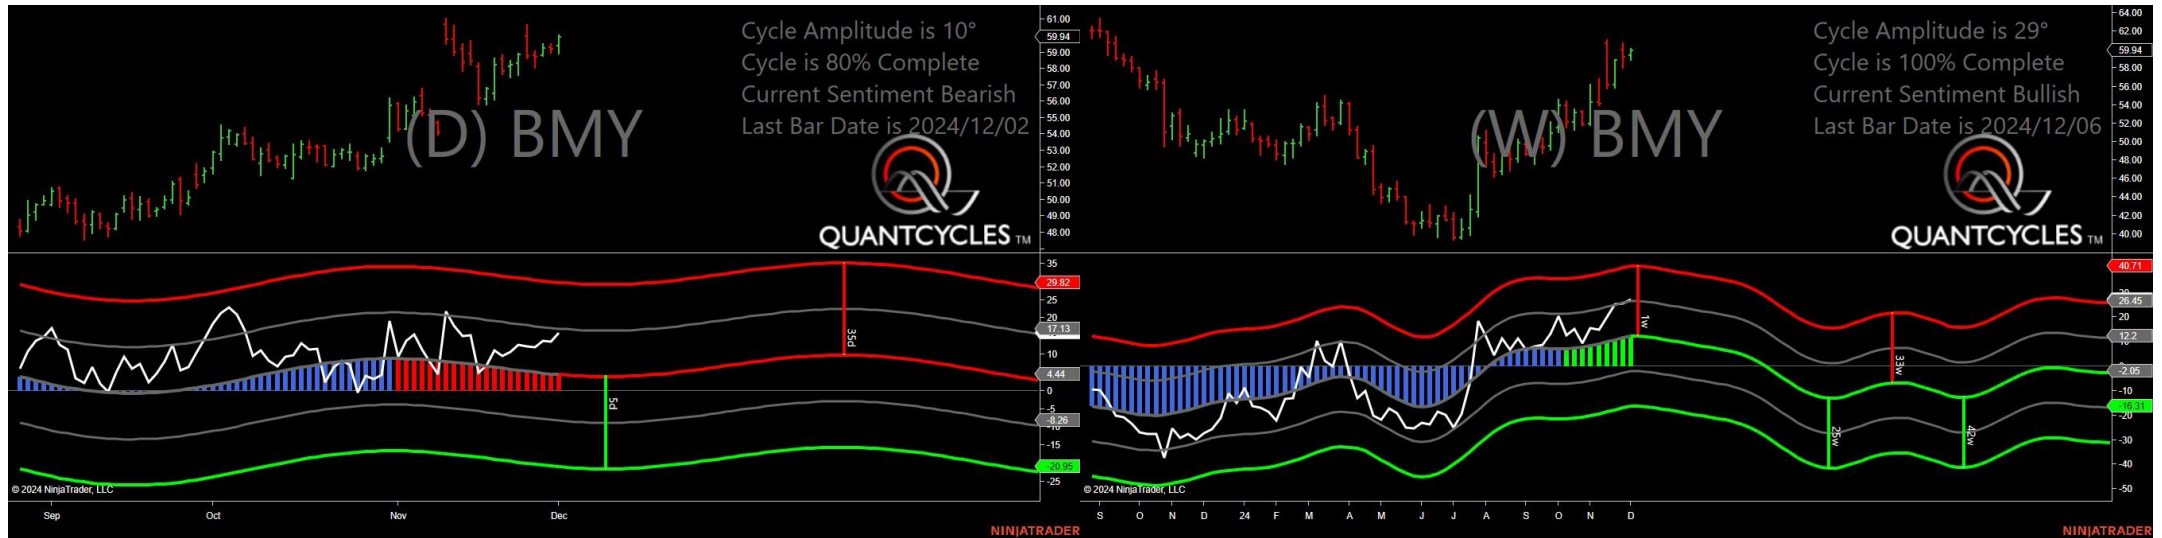 Cycle Amplitude is 10°
Cycle is 80% Complete
Current Sentiment Bearish
Last Bar Date is 2024/12/02
(D) BMY
QUANTCYCLES TM
61.00
59.94
59.00
58.00
57.00
56.00
55.00
54.00
53.00
52.00
51.00
50.00
49.00
48.00
35
29.82
25
20
17.13
10
4.44
0
-5
-8.26
-15
-20.95
-25
35d
5d
© 2024 NinjaTrader, LLC
Sep Oct Nov Dec
NINJATRADER
Cycle Amplitude is 29°
Cycle is 100% Complete
Current Sentiment Bullish
Last Bar Date is 2024/12/06
(W) BMY
QUANTCYCLES TM
64.00
62.00
59.94
58.00
56.00
54.00
52.00
50.00
48.00
46.00
44.00
42.00
40.00
40.71
26.45
20
12.2
-2.05
-10
-16.31
-20
-30
-40
-50
1w
33w
25w
42w
© 2024 NinjaTrader, LLC
S O N D 24 F M A M J J A S O N D
NINJATRADER